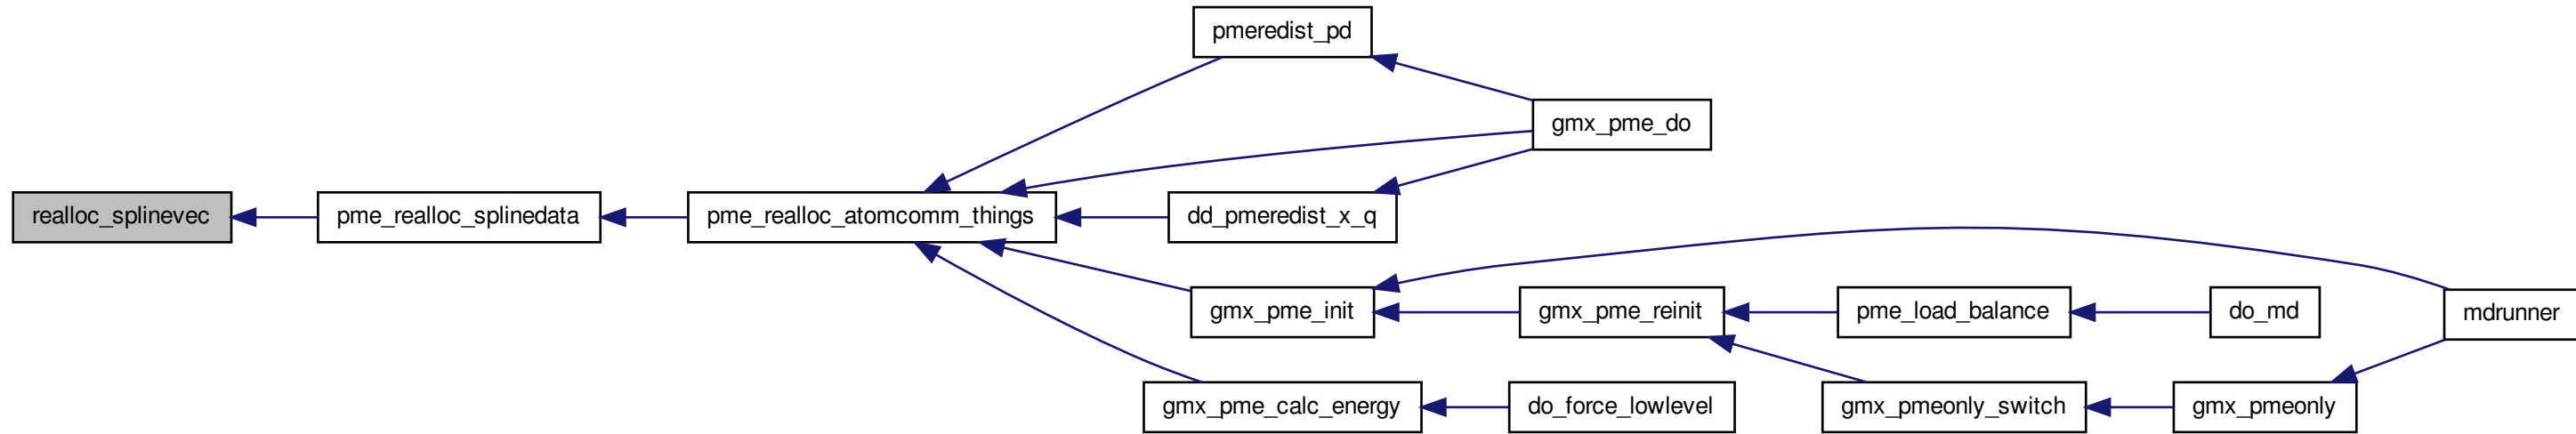 pmeredist_pd
gmx_pme_do
realloc_splinevec
pme_realloc_splinedata
pme_realloc_atomcomm_things
dd_pmeredist_x_q
gmx_pme_init
gmx_pme_reinit
pme_load_balance
do_md
mdrunner
gmx_pme_calc_energy
do_force_lowlevel
gmx_pmeonly_switch
gmx_pmeonly